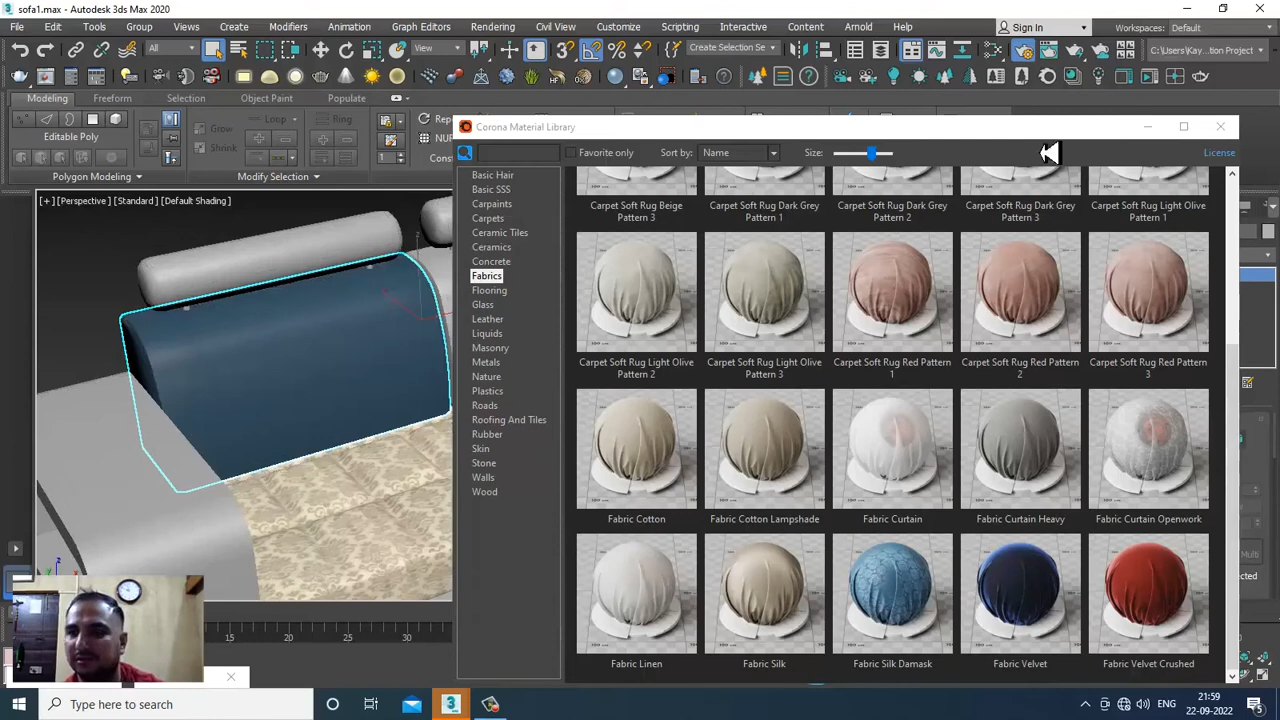 sofa1.max - Autodesk 3ds Max 2020
File Edit Tools Group Views Create Modifiers Animation Graph Editors Rendering Civil View Customize Scripting Interactive Content Arnold Help
Sign In
Workspaces: Default
All
View
Create Selection Se
C:\Users\Kay...tion Project
Modeling Freeform Selection Object Paint Populate
Editable Poly
Polygon Modeling
Grow
Shrink
Loop
Ring
Modify Selection
Corona Material Library
Favorite only
Sort by: Name
Size:
License
[+] [Perspective] [Standard] [Default Shading]
Basic Hair
Basic SSS
Carpaints
Carpets
Ceramic Tiles
Ceramics
Concrete
Fabrics
Flooring
Glass
Leather
Liquids
Masonry
Metals
Nature
Plastics
Roads
Roofing And Tiles
Rubber
Skin
Stone
Walls
Wood
Carpet Soft Rug Beige Pattern 3
Carpet Soft Rug Dark Grey Pattern 1
Carpet Soft Rug Dark Grey Pattern 2
Carpet Soft Rug Dark Grey Pattern 3
Carpet Soft Rug Light Olive Pattern 1
Carpet Soft Rug Light Olive Pattern 2
Carpet Soft Rug Light Olive Pattern 3
Carpet Soft Rug Red Pattern 1
Carpet Soft Rug Red Pattern 2
Carpet Soft Rug Red Pattern 3
Fabric Cotton
Fabric Cotton Lampshade
Fabric Curtain
Fabric Curtain Heavy
Fabric Curtain Openwork
Fabric Linen
Fabric Silk
Fabric Silk Damask
Fabric Velvet
Fabric Velvet Crushed
15 20 25 30
Type here to search
ENG
21:59
22-09-2022
5